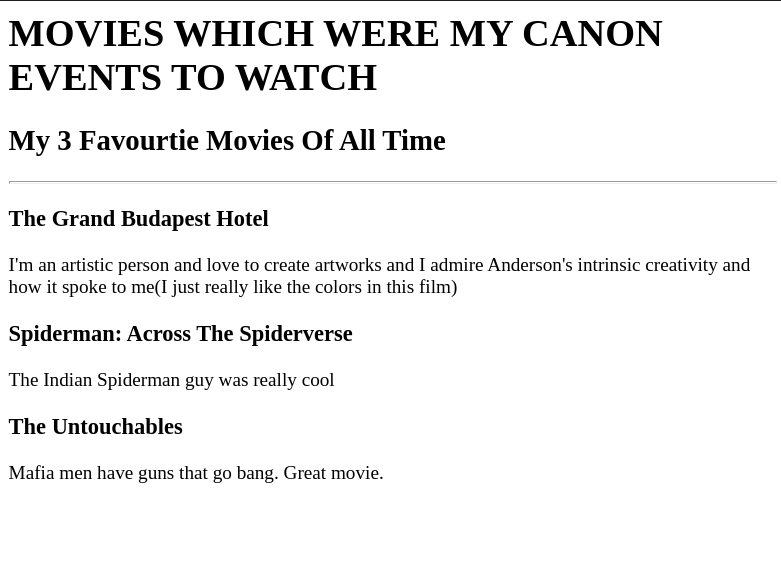 MOVIES WHICH WERE MY CANON
EVENTS TO WATCH
My 3 Favourtie Movies Of All Time
The Grand Budapest Hotel
I'm an artistic person and love to create artworks and I admire Anderson's intrinsic creativity and
how it spoke to me(I just really like the colors in this film)
Spiderman: Across The Spiderverse
The Indian Spiderman guy was really cool
The Untouchables
Mafia men have guns that go bang. Great movie.